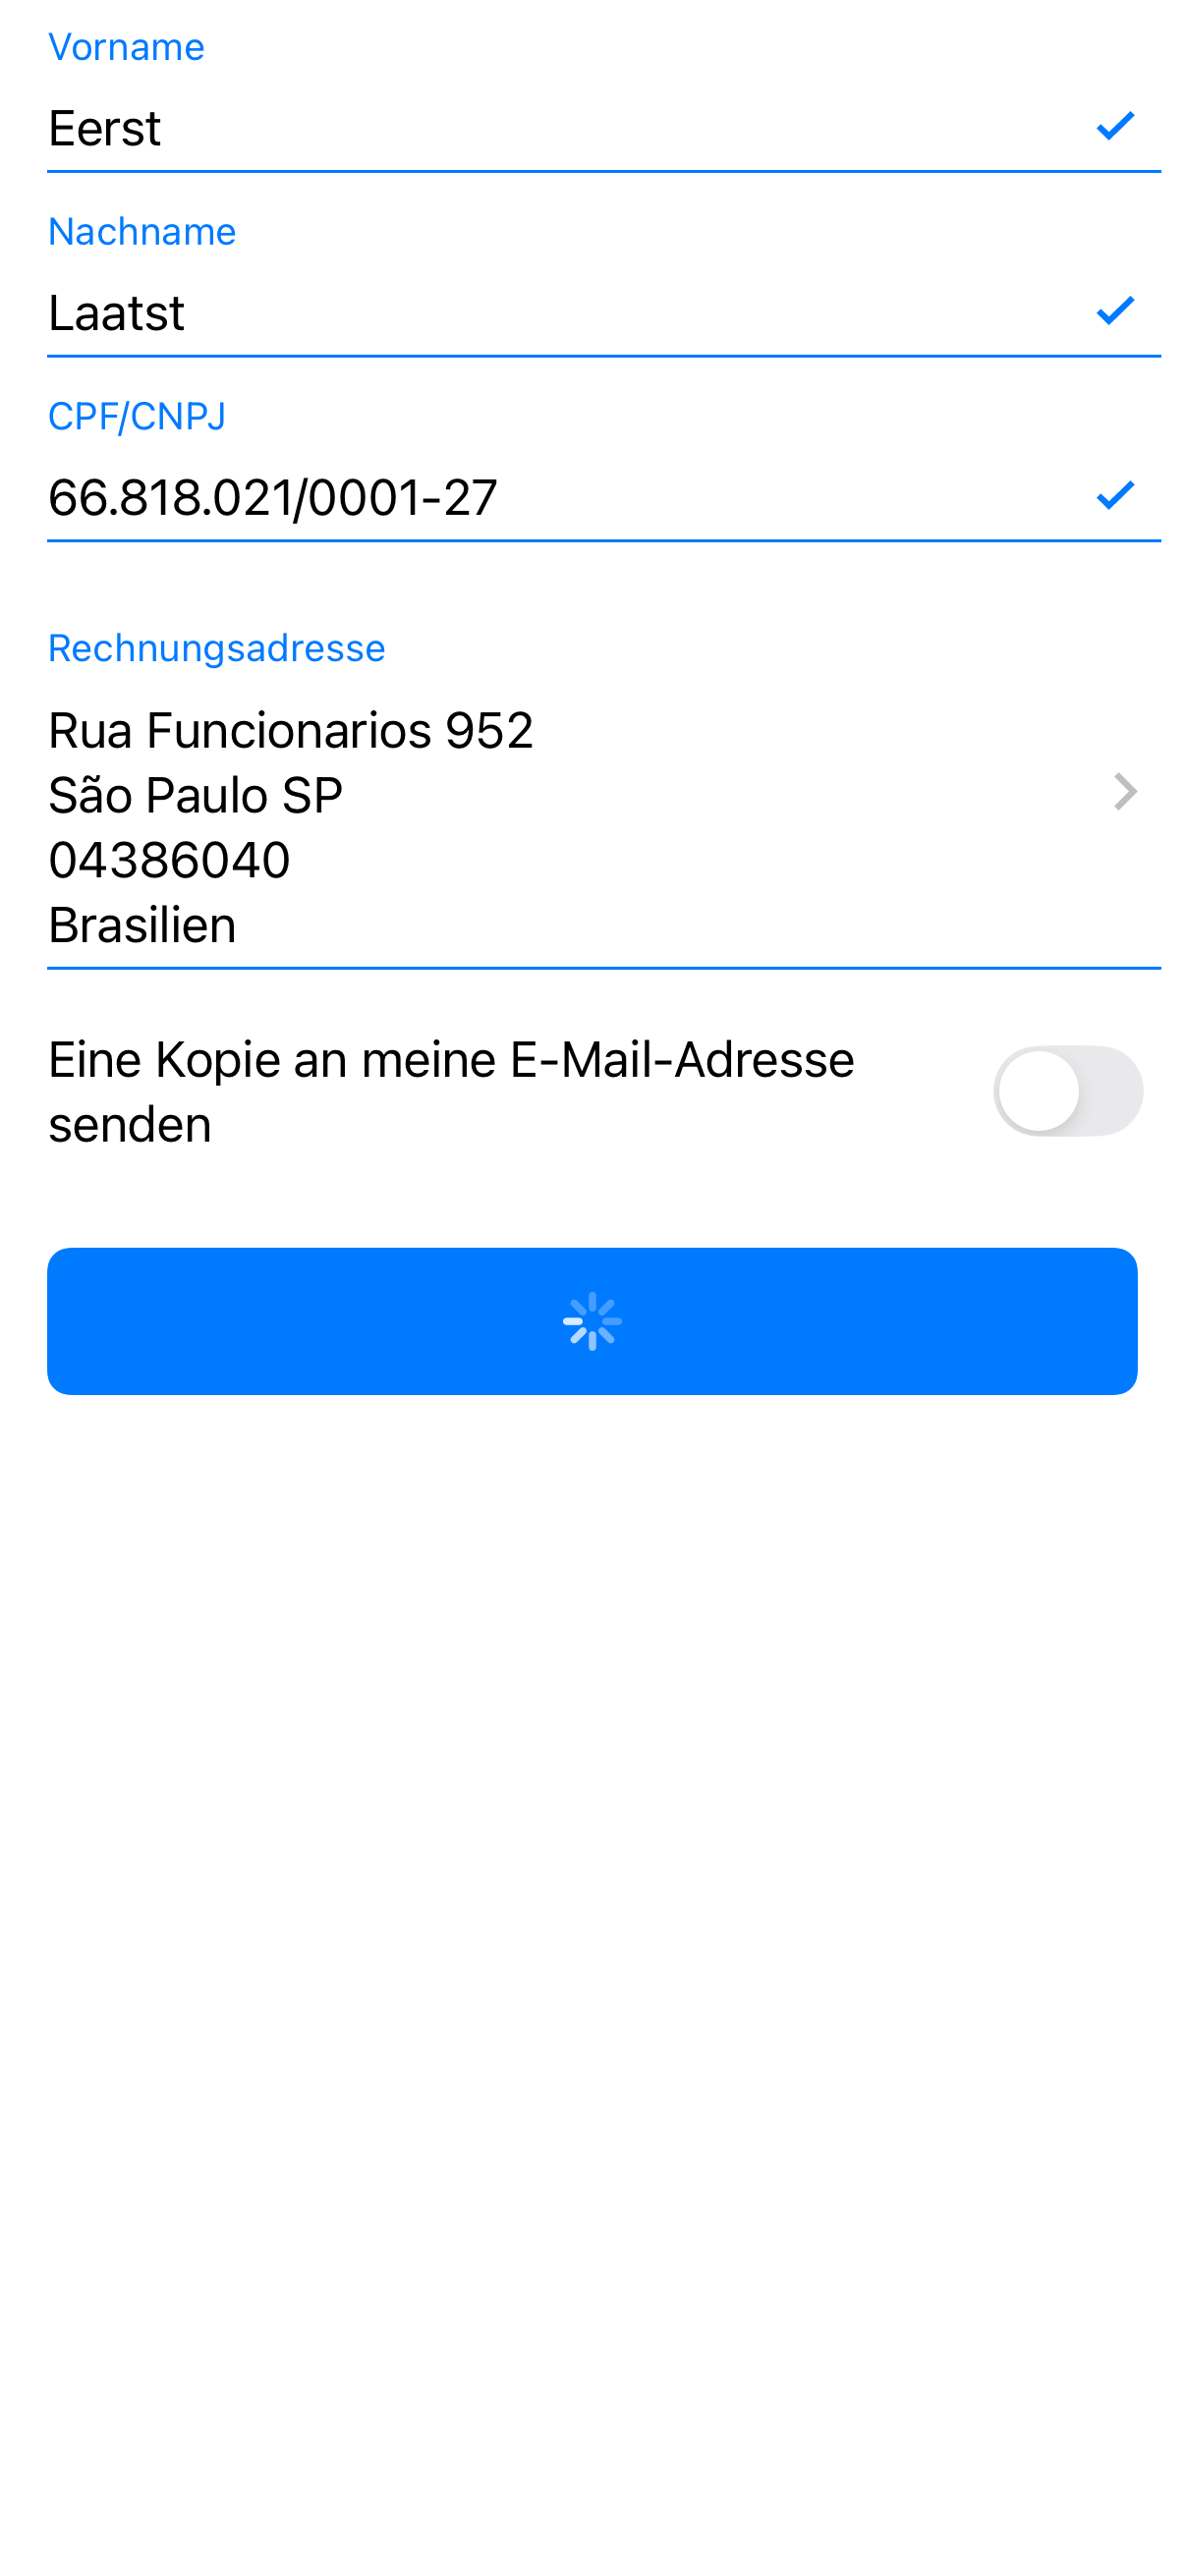 Vorname
Eerst
Nachname
Laatst
CPF/CNPJ
66.818.021/0001-27
Rechnungsadresse
Rua Funcionarios 952
São Paulo SP
04386040
Brasilien
Eine Kopie an meine E-Mail-Adresse
senden